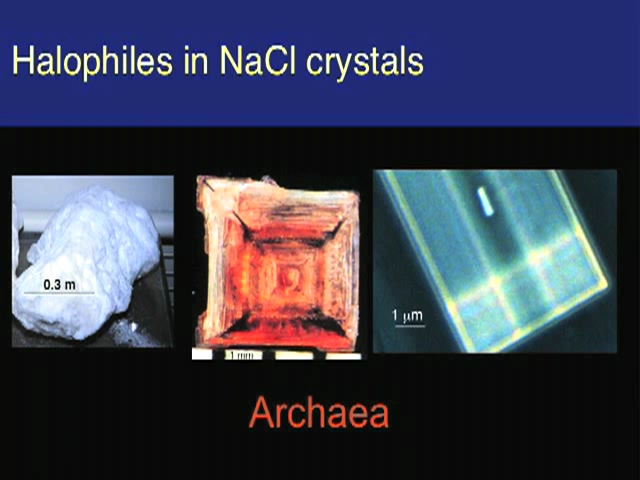 Halophiles in NaCl crystals
0.3 m
1 mm
1 μm
Archaea